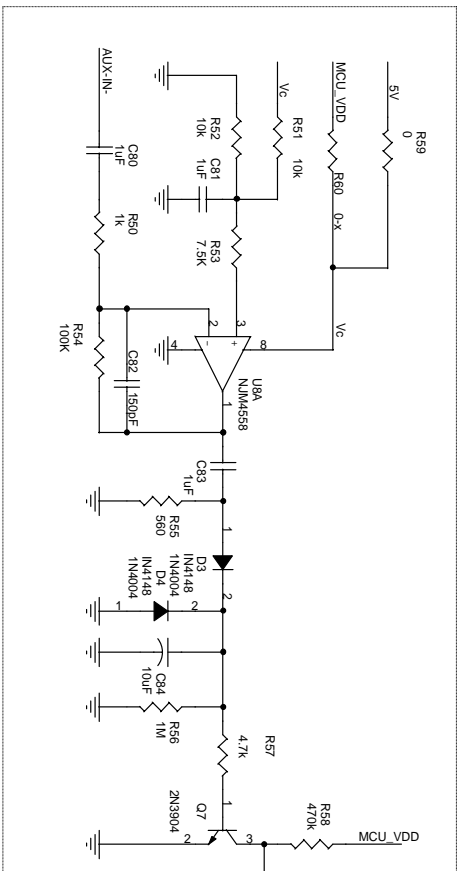 5V
R59
0
MCU_VDD
R60
0-x
Vc
Vc
R51
10k
R52
10k
C81
1uF
R53
7.5K
AUX-IN-
C80
1uF
R50
1k
3
+
2
-
8
4
1
U8A
NJM4558
C82
150pF
R54
100K
C83
1uF
R55
560
1
D3
IN4148
1N4004
2
D4
IN4148
1N4004
1
2
C84
10uF
R56
1M
R57
4.7k
1
Q7
2N3904
2
3
R58
470k
MCU_VDD